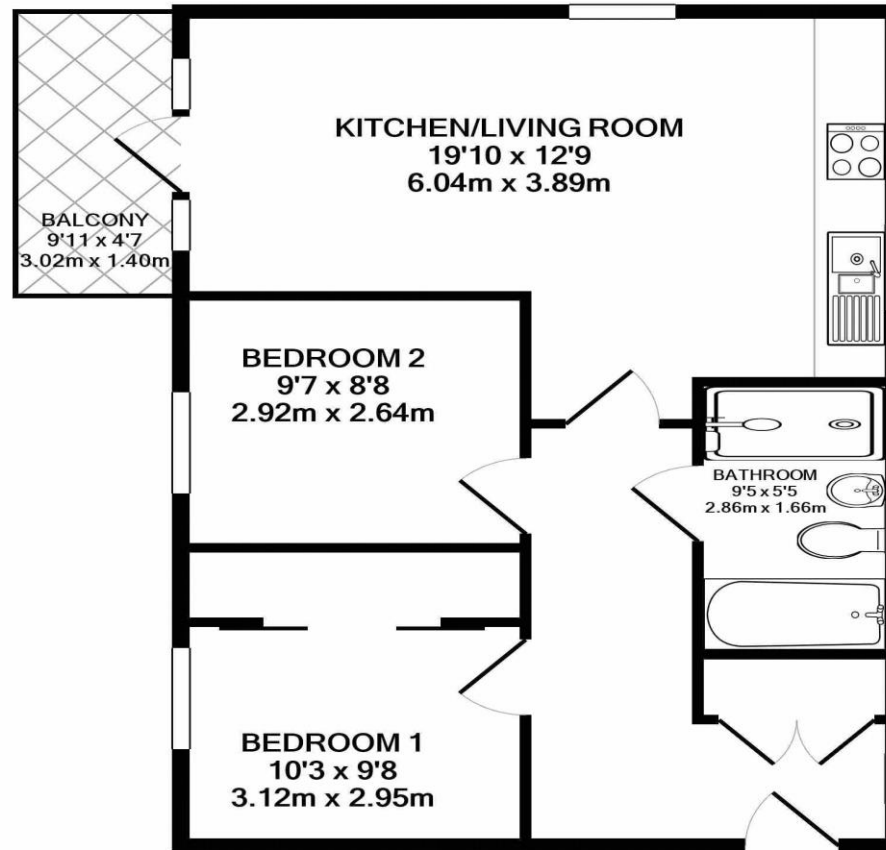 KITCHEN/LIVING ROOM
19'10 x 12'9
6.04m x 3.89m
BALCONY
9'11 x 4'7
3.02m x 1.40m
BEDROOM 2
9'7 x 8'8
2.92m x 2.64m
BATHROOM
9'5 x 5'5
2.86m x 1.66m
BEDROOM 1
10'3 x 9'8
3.12m x 2.95m